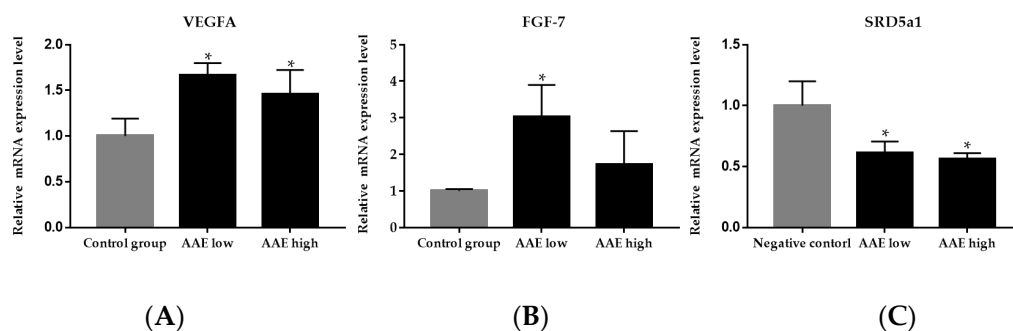 VEGFA
Relative mRNA expression level
2.0
1.5
1.0
0.5
0.0
*
*
Control group AAE low AAE high
(A)
FGF-7
Relative mRNA expression level
5
4
3
2
1
0
*
Control group AAE low AAE high
(B)
SRD5a1
Relative mRNA expression level
1.5
1.0
0.5
0.0
*
*
Negative contorl AAE low AAE high
(C)